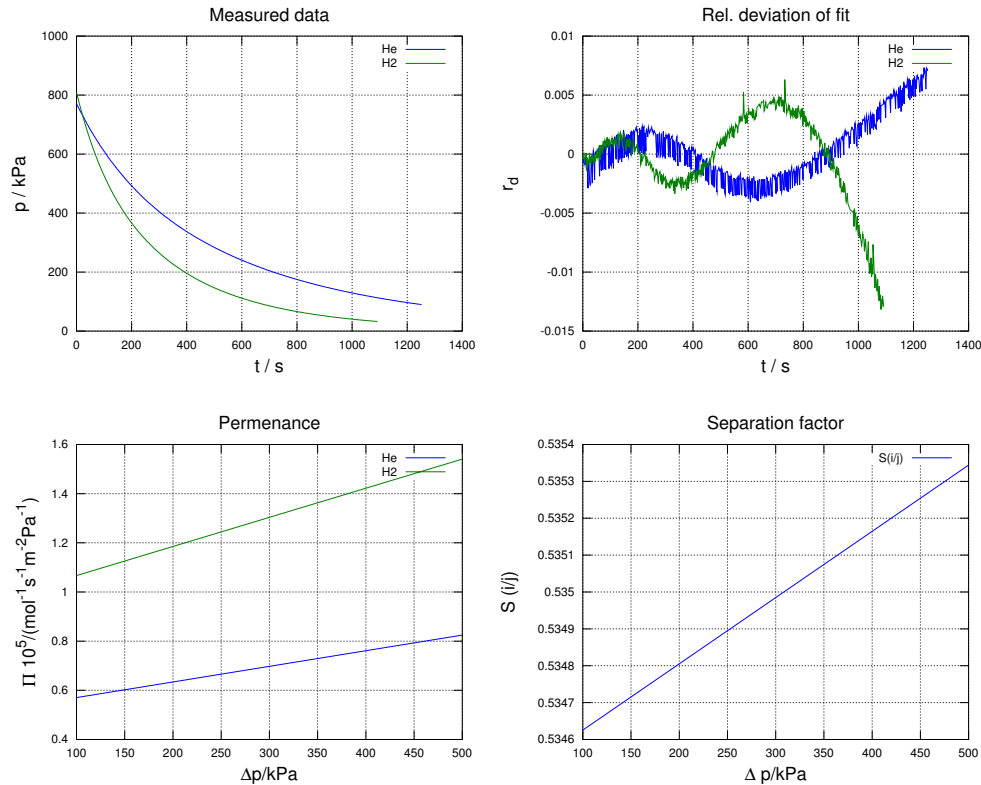 Measured data
1000
800
600
400
200
0
p / kPa
0 200 400 600 800 1000 1200 1400
t / s
He
H2
Rel. deviation of fit
0.01
0.005
0
-0.005
-0.01
-0.015
r_d
0 200 400 600 800 1000 1200 1400
t / s
He
H2
Permenance
1.6
1.4
1.2
1
0.8
0.6
0.4
Π 10^5/(mol^-1s^-1m^-2Pa^-1)
100 150 200 250 300 350 400 450 500
Δp/kPa
He
H2
Separation factor
0.5354
0.5353
0.5352
0.5351
0.535
0.5349
0.5348
0.5347
0.5346
S (i/j)
100 150 200 250 300 350 400 450 500
Δ p/kPa
S(i/j)